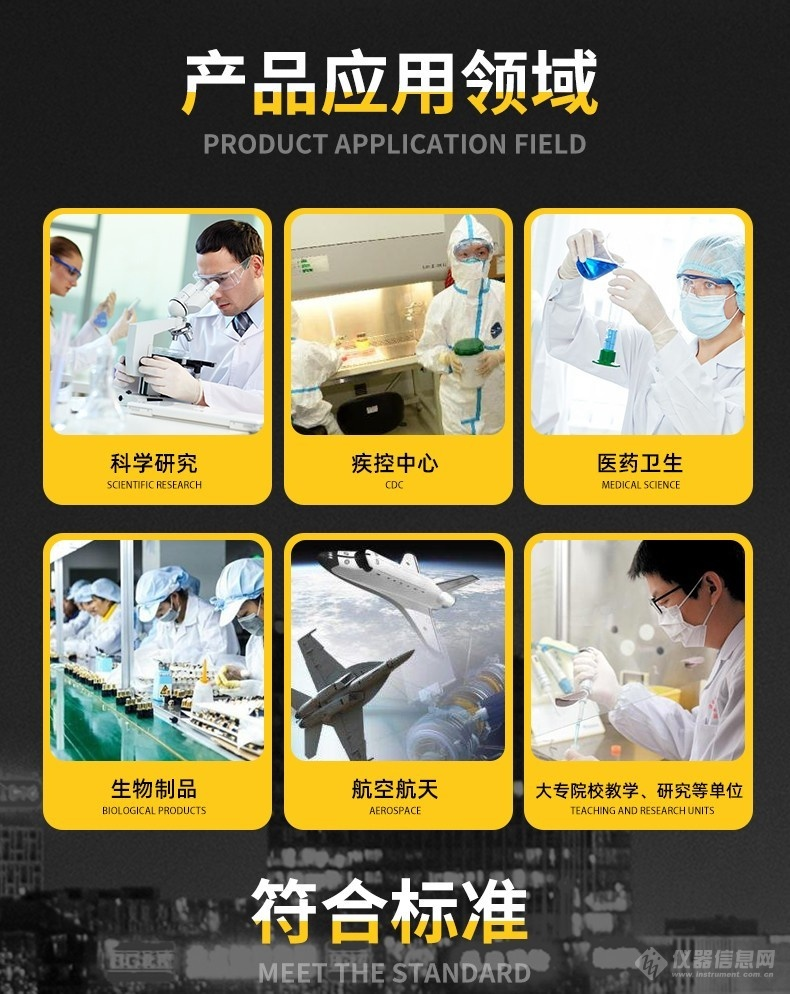 产品应用领域
PRODUCT APPLICATION FIELD
科学研究
SCIENTIFIC RESEARCH
疾控中心
CDC
医药卫生
MEDICAL SCIENCE
生物制品
BIOLOGICAL PRODUCTS
航空航天
AEROSPACE
大专院校教学、研究等单位
TEACHING AND RESEARCH UNITS
符合标准
MEET THE STANDARD
仪器信息网
www.instrument.com.cn